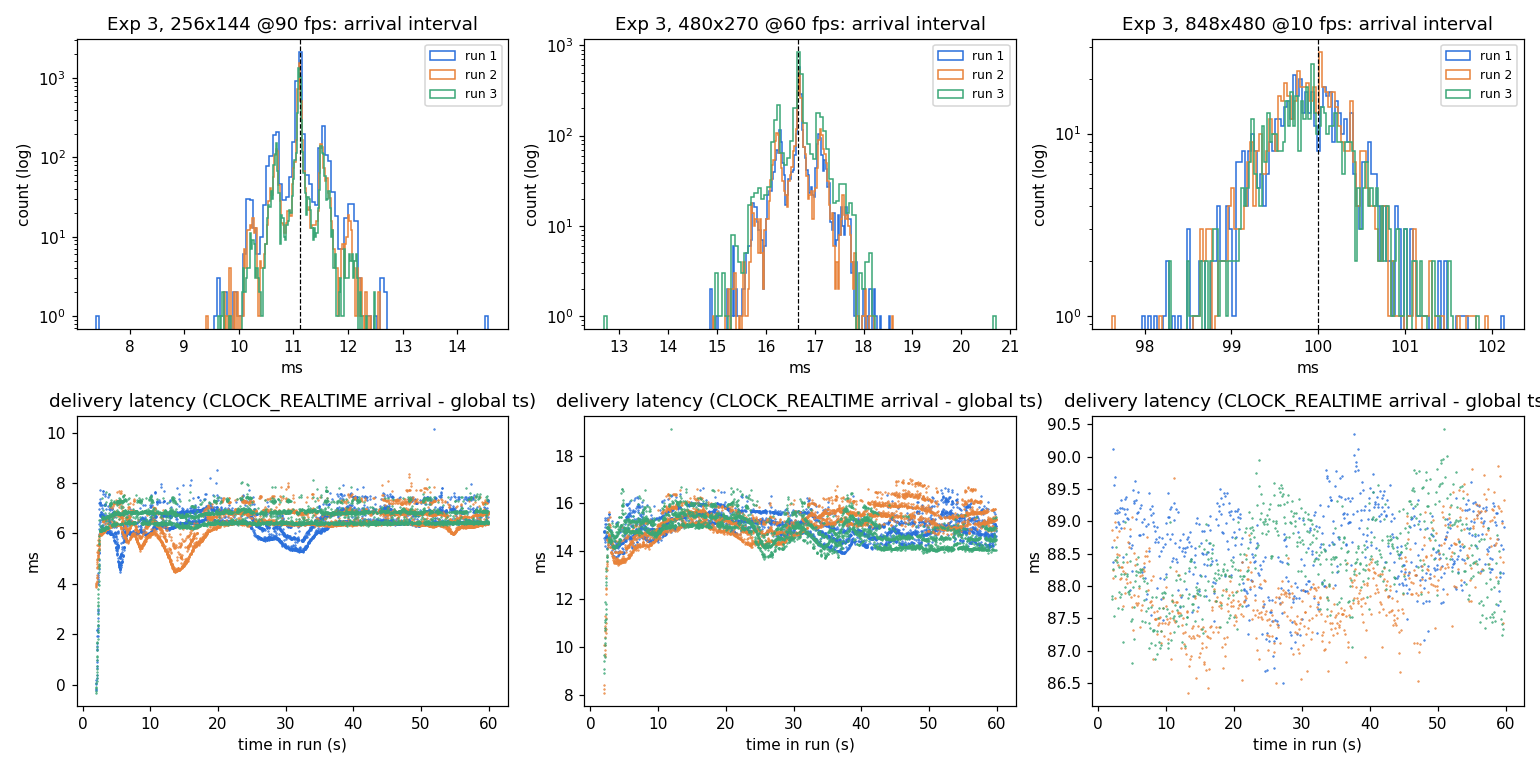 Exp 3, 256x144 @90 fps: arrival interval
count (log)
10³
10²
10¹
10⁰
run 1
run 2
run 3
8 9 10 11 12 13 14
ms
Exp 3, 480x270 @60 fps: arrival interval
count (log)
10³
10²
10¹
10⁰
run 1
run 2
run 3
13 14 15 16 17 18 19 20 21
ms
Exp 3, 848x480 @10 fps: arrival interval
count (log)
10¹
10⁰
run 1
run 2
run 3
98 99 100 101 102
ms
delivery latency (CLOCK_REALTIME arrival - global ts)
ms
10
8
6
4
2
0
0 10 20 30 40 50 60
time in run (s)
delivery latency (CLOCK_REALTIME arrival - global ts)
ms
18
16
14
12
10
8
0 10 20 30 40 50 60
time in run (s)
delivery latency (CLOCK_REALTIME arrival - global ts
ms
90.5
90.0
89.5
89.0
88.5
88.0
87.5
87.0
86.5
0 10 20 30 40 50 60
time in run (s)